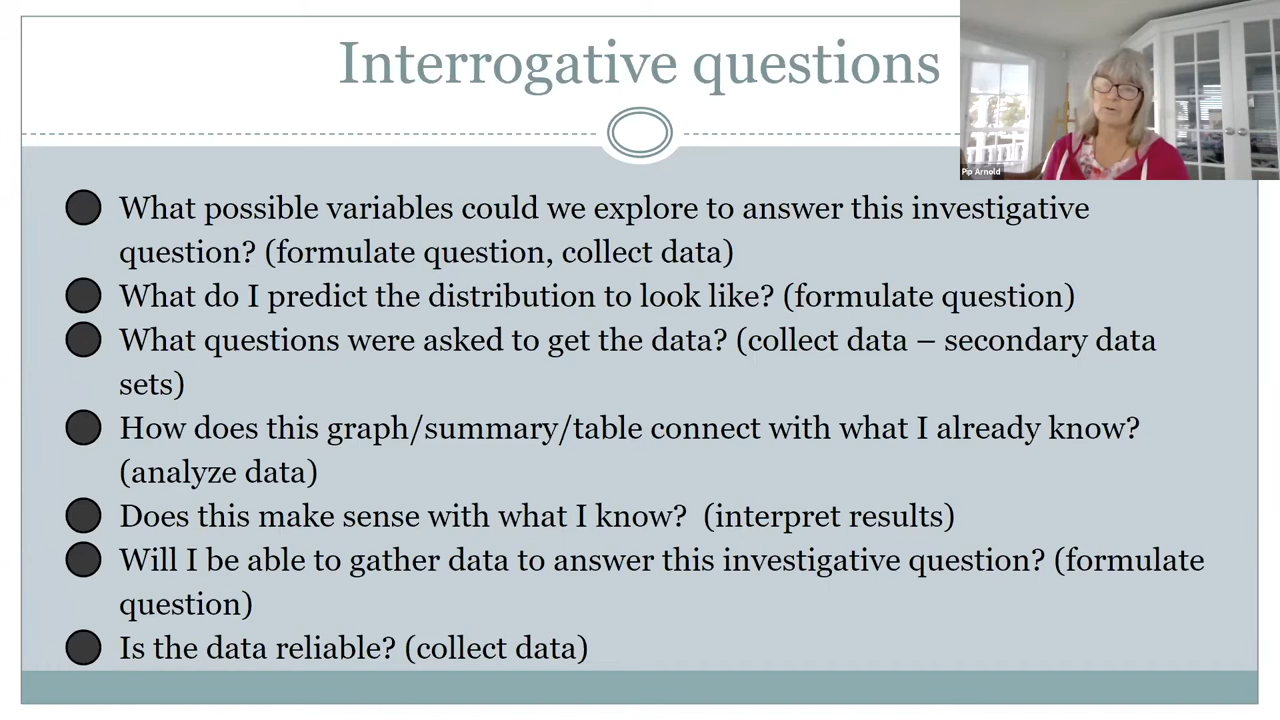 Interrogative questions
Pip Arnold
What possible variables could we explore to answer this investigative
question? (formulate question, collect data)
What do I predict the distribution to look like? (formulate question)
What questions were asked to get the data? (collect data – secondary data
sets)
How does this graph/summary/table connect with what I already know?
(analyze data)
Does this make sense with what I know?  (interpret results)
Will I be able to gather data to answer this investigative question? (formulate
question)
Is the data reliable? (collect data)